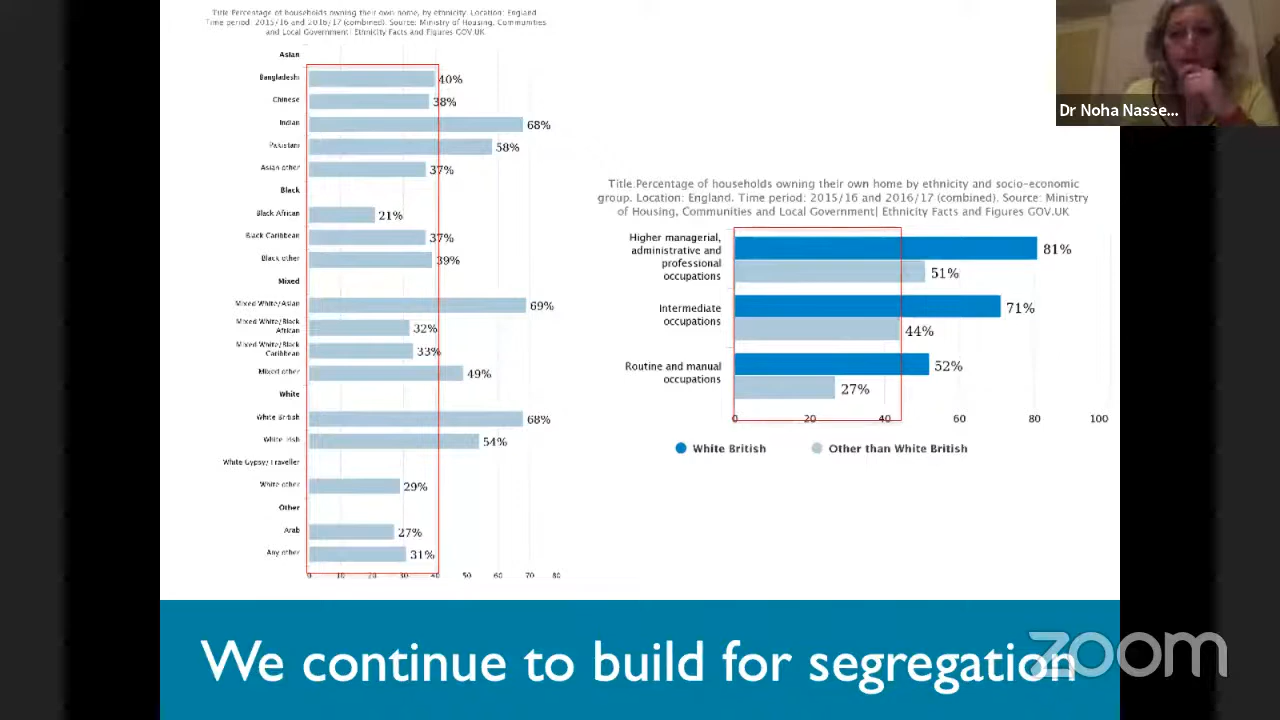 Title:Percentage of households owning their own home, by ethnicity. Location: England
Time period: 2015/16 and 2016/17 (combined). Source: Ministry of Housing, Communities
and Local Government| Ethnicity Facts and Figures GOV.UK
Asian
Bangladeshi 40%
Chinese 38%
Indian 68%
Pakistani 58%
Asian other 37%
Black
Black African 21%
Black Caribbean 37%
Black other 39%
Mixed
Mixed White/Asian 69%
Mixed White/Black
African 32%
Mixed White/Black
Caribbean 33%
Mixed other 49%
White
White British 68%
White Irish 54%
White Gypsy/Traveller
White other 29%
Other
Arab 27%
Any other 31%
0 10 20 30 40 50 60 70 80
Title:Percentage of households owning their own home by ethnicity and socio-economic
group. Location: England. Time period: 2015/16 and 2016/17 (combined). Source: Ministry
of Housing, Communities and Local Government| Ethnicity Facts and Figures GOV.UK
Higher managerial,
administrative and
professional
occupations
81%
51%
Intermediate
occupations
71%
44%
Routine and manual
occupations
52%
27%
0 20 40 60 80 100
White British Other than White British
We continue to build for segregation
Dr Noha Nasse...
zoom